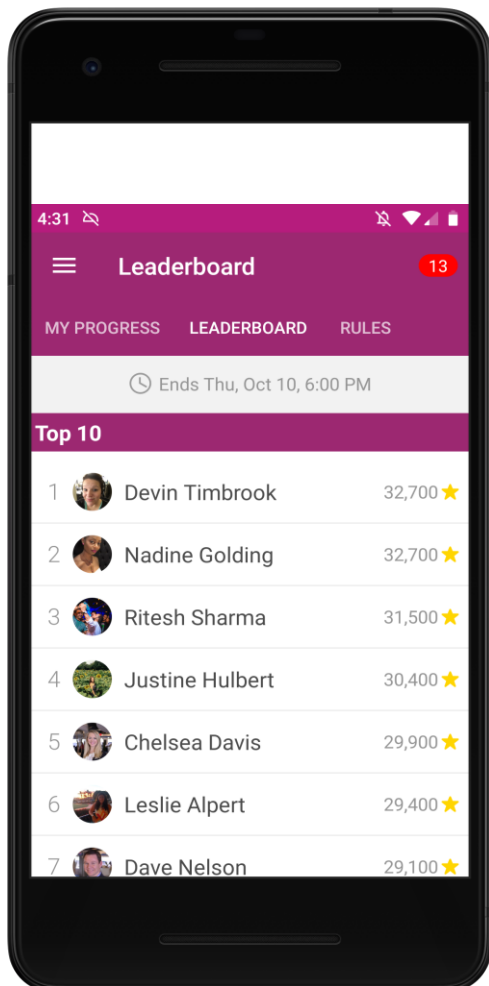 4:31
Leaderboard 13
MY PROGRESS LEADERBOARD RULES
Ends Thu, Oct 10, 6:00 PM
Top 10
1 Devin Timbrook 32,700
2 Nadine Golding 32,700
3 Ritesh Sharma 31,500
4 Justine Hulbert 30,400
5 Chelsea Davis 29,900
6 Leslie Alpert 29,400
7 Dave Nelson 29,100